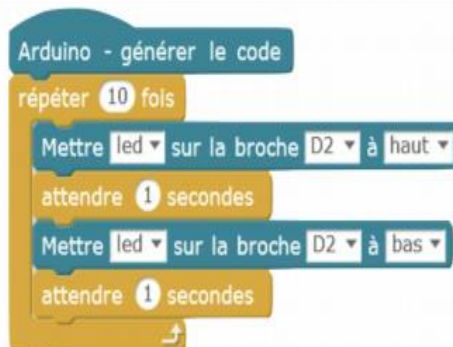 Arduino - générer le code
répéter 10 fois
Mettre led sur la broche D2 à haut
attendre 1 secondes
Mettre led sur la broche D2 à bas
attendre 1 secondes